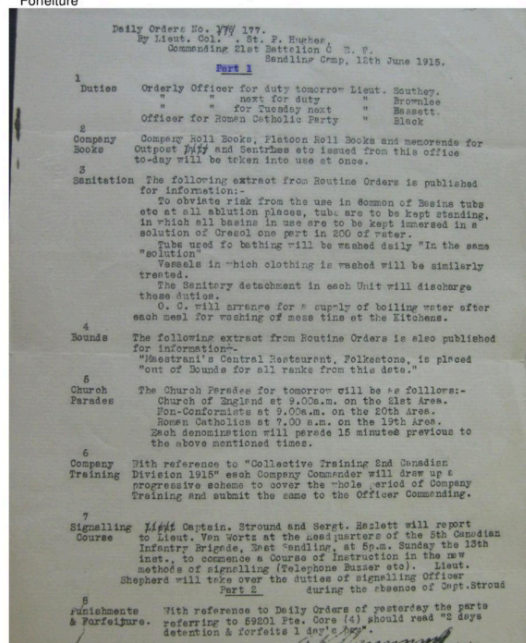 Forfeiture
Daily Orders No. 177.
By Lieut. Col. . St. P. Hughes
Commending 21st Battalion C E. F.
Sandling Camp, 12th June 1915.
Part 1
1
Duties Orderly Officer for duty tomorrow Lieut. Southey.
" " next for duty " Brownlee
" " for Tuesday next " Bassett.
Officer for Roman Catholic Party " Black
2
Company Company Roll Books, Platoon Roll Books and memoranda for
Books Outpost and Sentries etc issued from this office
to-day will be taken into use at once.
3
Sanitation The following extract from Routine Orders is published
for information:-
To obviate risk from the use in Common of Basins tubs
etc at all ablution places, tubs are to be kept standing,
in which all basins in use are to be kept immersed in a
solution of Cresol one part in 200 of water.
Tubs used fo bathing will be washed daily "In the same
"solution"
Vessels in which clothing is washed will be similarly
treated.
The Sanitary detachment in each Unit will discharge
these duties.
O. C. will arrange for a supply of boiling water after
each meal for washing of mess tins at the Kitchens.
4
Bounds The following extract from Routine Orders is also published
for information-
"Maestrani's Central Restaurant, Folkestone, is placed
"out of Bounds for all ranks from this date."
5
Church The Church Parades for tomorrow will be as folllows:-
Parades Church of England at 9.00a.m. on the 21st Area.
Non-Conformists at 9.00a.m. on the 20th Area.
Roman Catholics at 7.00 a.m. on the 19th Area.
Each denomination will parade 15 minutes previous to
the above mentioned times.
6
Company With reference to "Collective Training 2nd Canadian
Training Division 1915" each Company Commander will draw up a
progressive scheme to cover the whole period of Company
Training and submit the same to the Officer Commanding.
7
Signalling Captain. Stround and Sergt. Hazlett will report
Course to Lieut. Van Wortz at the Headquarters of the 5th Canadian
Infantry Brigade, East Sandling, at 5p.m. Sunday the 13th
inst., to commence a Course of Instruction in the new
methods of signalling (Telephone Buzzer etc). Lieut.
Shepherd will take over the duties of signalling Officer
Part 2 during the absence of Capt.Stroud
8
Punishments With reference to Daily Orders of yesterday the parts
& Forfeipure. referring to 59201 Pte. Core (4) should read "2 days
detention & forfeits 1 day's pay".